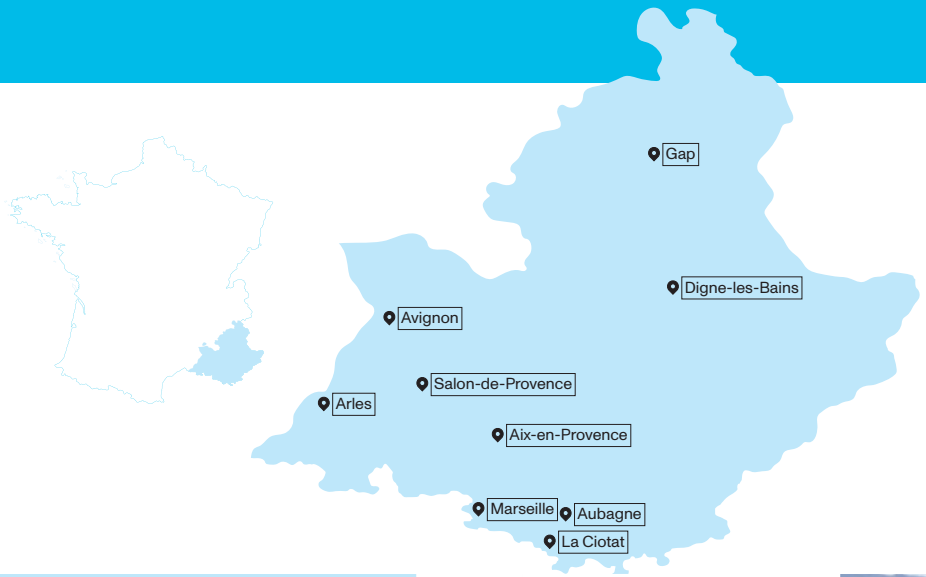 Gap
Digne-les-Bains
Avignon
Salon-de-Provence
Arles
Aix-en-Provence
Marseille
Aubagne
La Ciotat